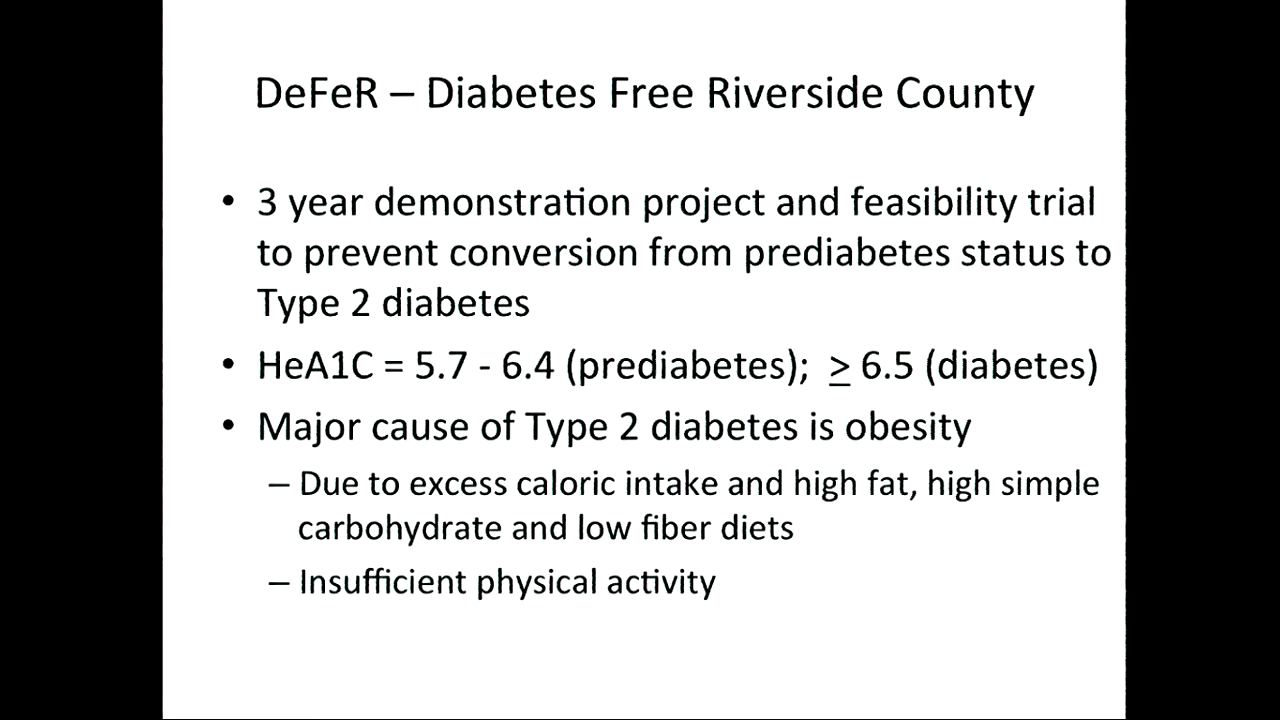 DeFeR – Diabetes Free Riverside County
• 3 year demonstration project and feasibility trial
to prevent conversion from prediabetes status to
Type 2 diabetes
• HeA1C = 5.7 - 6.4 (prediabetes); ≥ 6.5 (diabetes)
• Major cause of Type 2 diabetes is obesity
– Due to excess caloric intake and high fat, high simple
carbohydrate and low fiber diets
– Insufficient physical activity